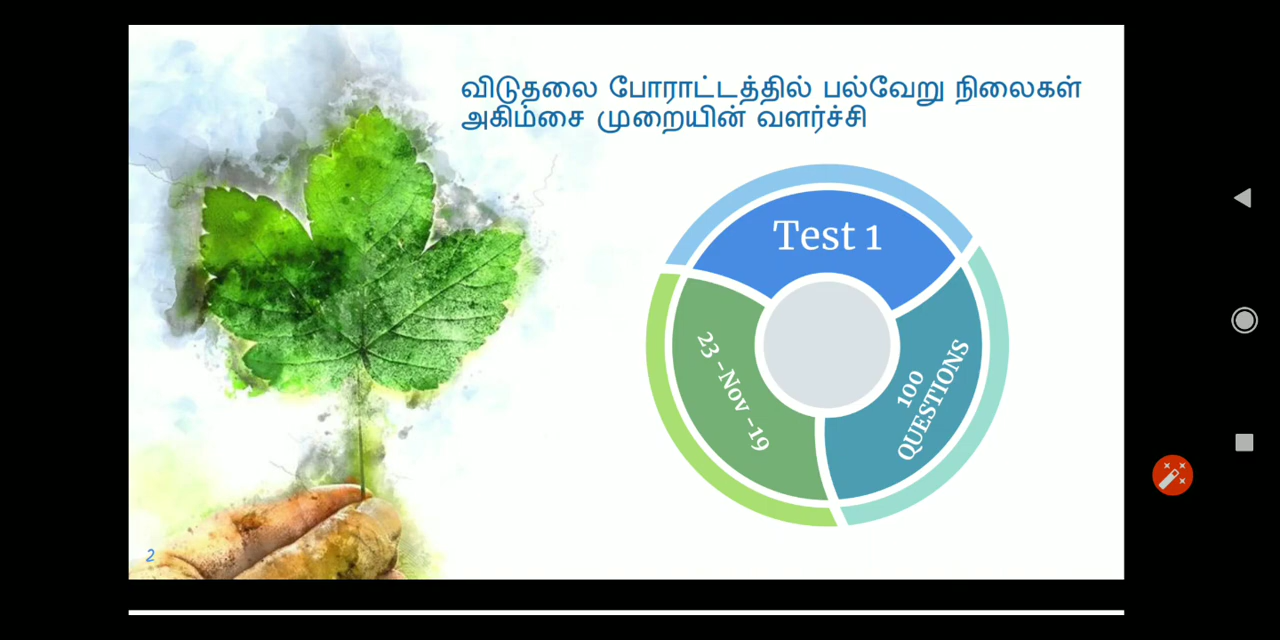 விடுதலை போராட்டத்தில் பல்வேறு நிலைகள்
அகிம்சை முறையின் வளர்ச்சி
Test 1
23 -Nov -19
100
QUESTIONS
2